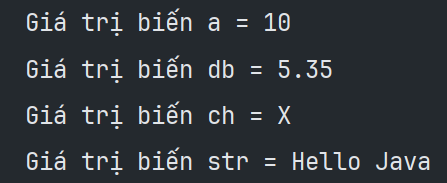 Giá trị biến a = 10
Giá trị biến db = 5.35
Giá trị biến ch = X
Giá trị biến str = Hello Java